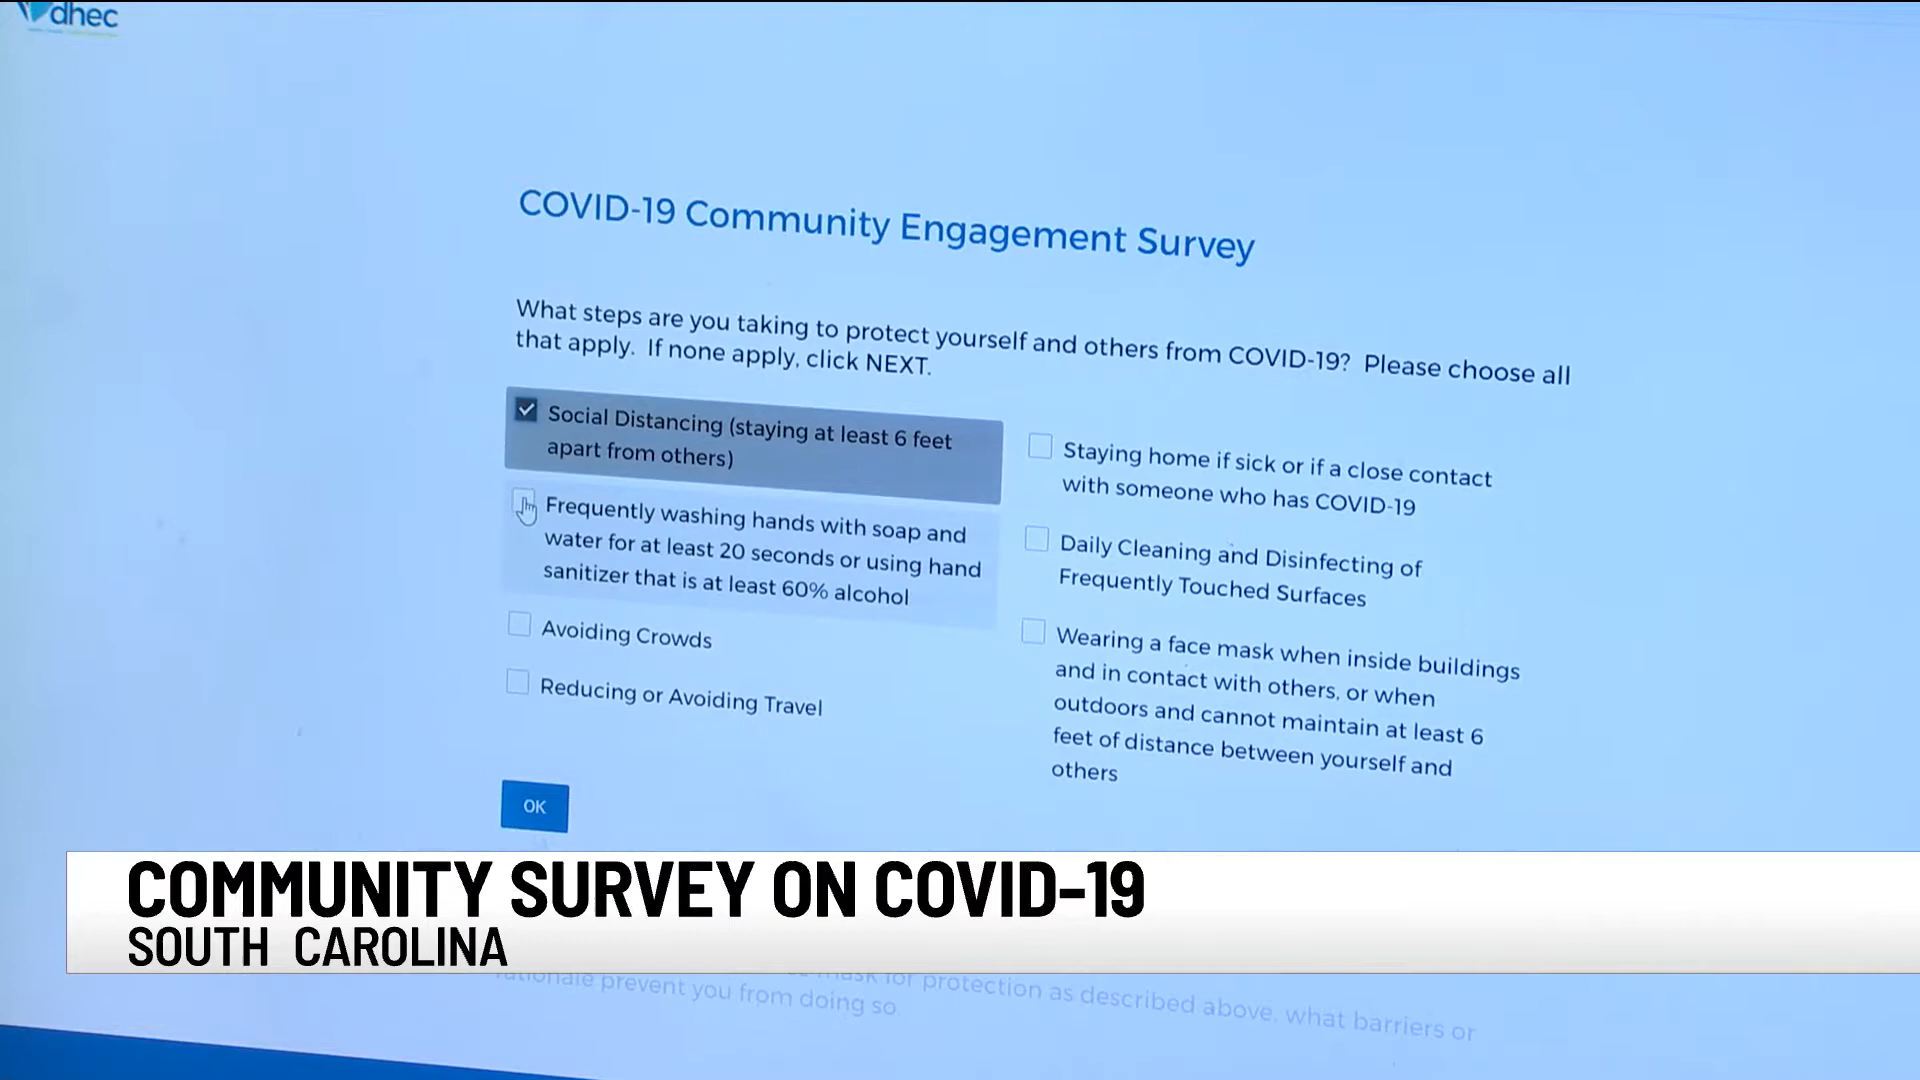 dhec
COVID-19 Community Engagement Survey
What steps are you taking to protect yourself and others from COVID-19? Please choose all
that apply. If none apply, click NEXT.
Social Distancing (staying at least 6 feet
apart from others)
Frequently washing hands with soap and
water for at least 20 seconds or using hand
sanitizer that is at least 60% alcohol
Avoiding Crowds
Reducing or Avoiding Travel
Staying home if sick or if a close contact
with someone who has COVID-19
Daily Cleaning and Disinfecting of
Frequently Touched Surfaces
Wearing a face mask when inside buildings
and in contact with others, or when
outdoors and cannot maintain at least 6
feet of distance between yourself and
others
OK
COMMUNITY SURVEY ON COVID-19
SOUTH CAROLINA
mask for protection as described above, what barriers or
rationale prevent you from doing so